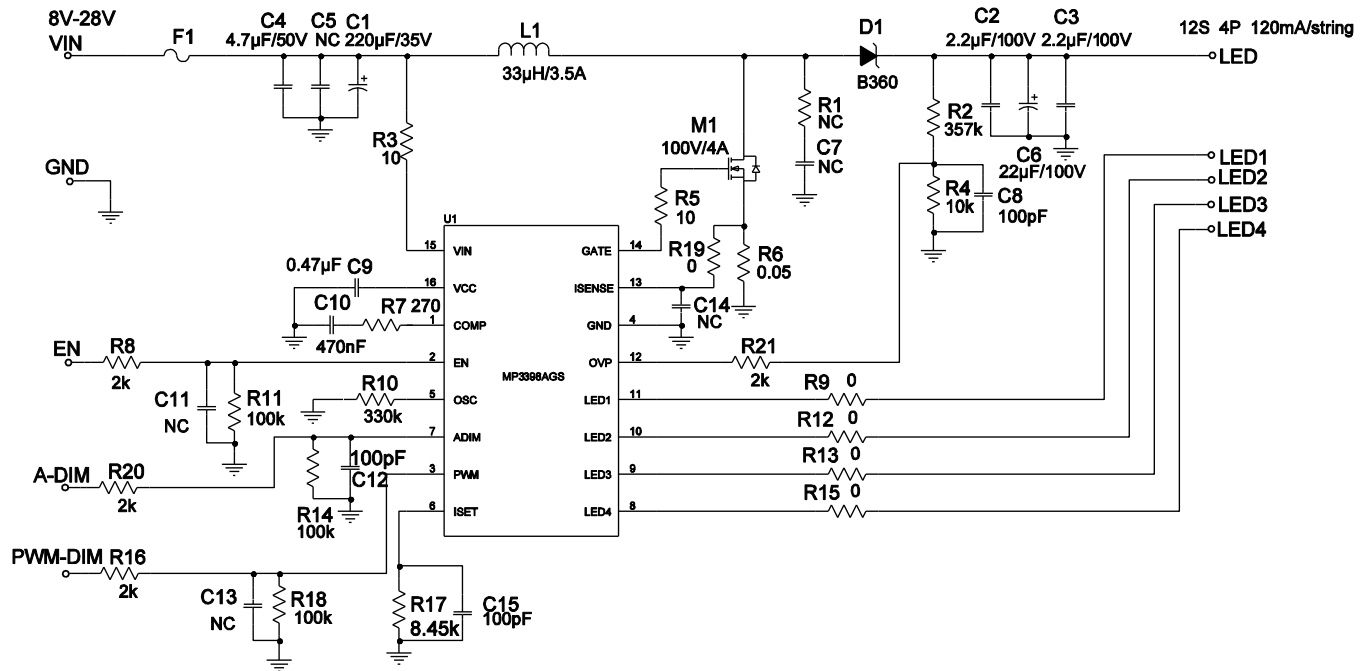 8V-28V
VIN
F1
C4
4.7µF/50V
C5
NC
C1
220µF/35V
L1
33µH/3.5A
D1
B360
C2
2.2µF/100V
C3
2.2µF/100V
12S 4P 120mA/string
LED
R3
10
M1
100V/4A
R1
NC
C7
NC
R2
357k
C6
22µF/100V
GND
R4
10k
C8
100pF
LED1
LED2
LED3
LED4
R5
10
R19
0
R6
0.05
U1
15 VIN
GATE 14
0.47µF C9
16 VCC
ISENSE 13
C10
470nF
R7 270
1 COMP
C14
NC
GND 4
EN
R8
2k
2 EN
OVP 12
R21
2k
MP3398AGS
C11
NC
R11
100k
R10
330k
5 OSC
LED1 11
R9 0
7 ADIM
LED2 10
R12 0
A-DIM
R20
2k
100pF
C12
R14
100k
3 PWM
LED3 9
R13 0
6 ISET
LED4 8
R15 0
PWM-DIM
R16
2k
C13
NC
R18
100k
R17
8.45k
C15
100pF